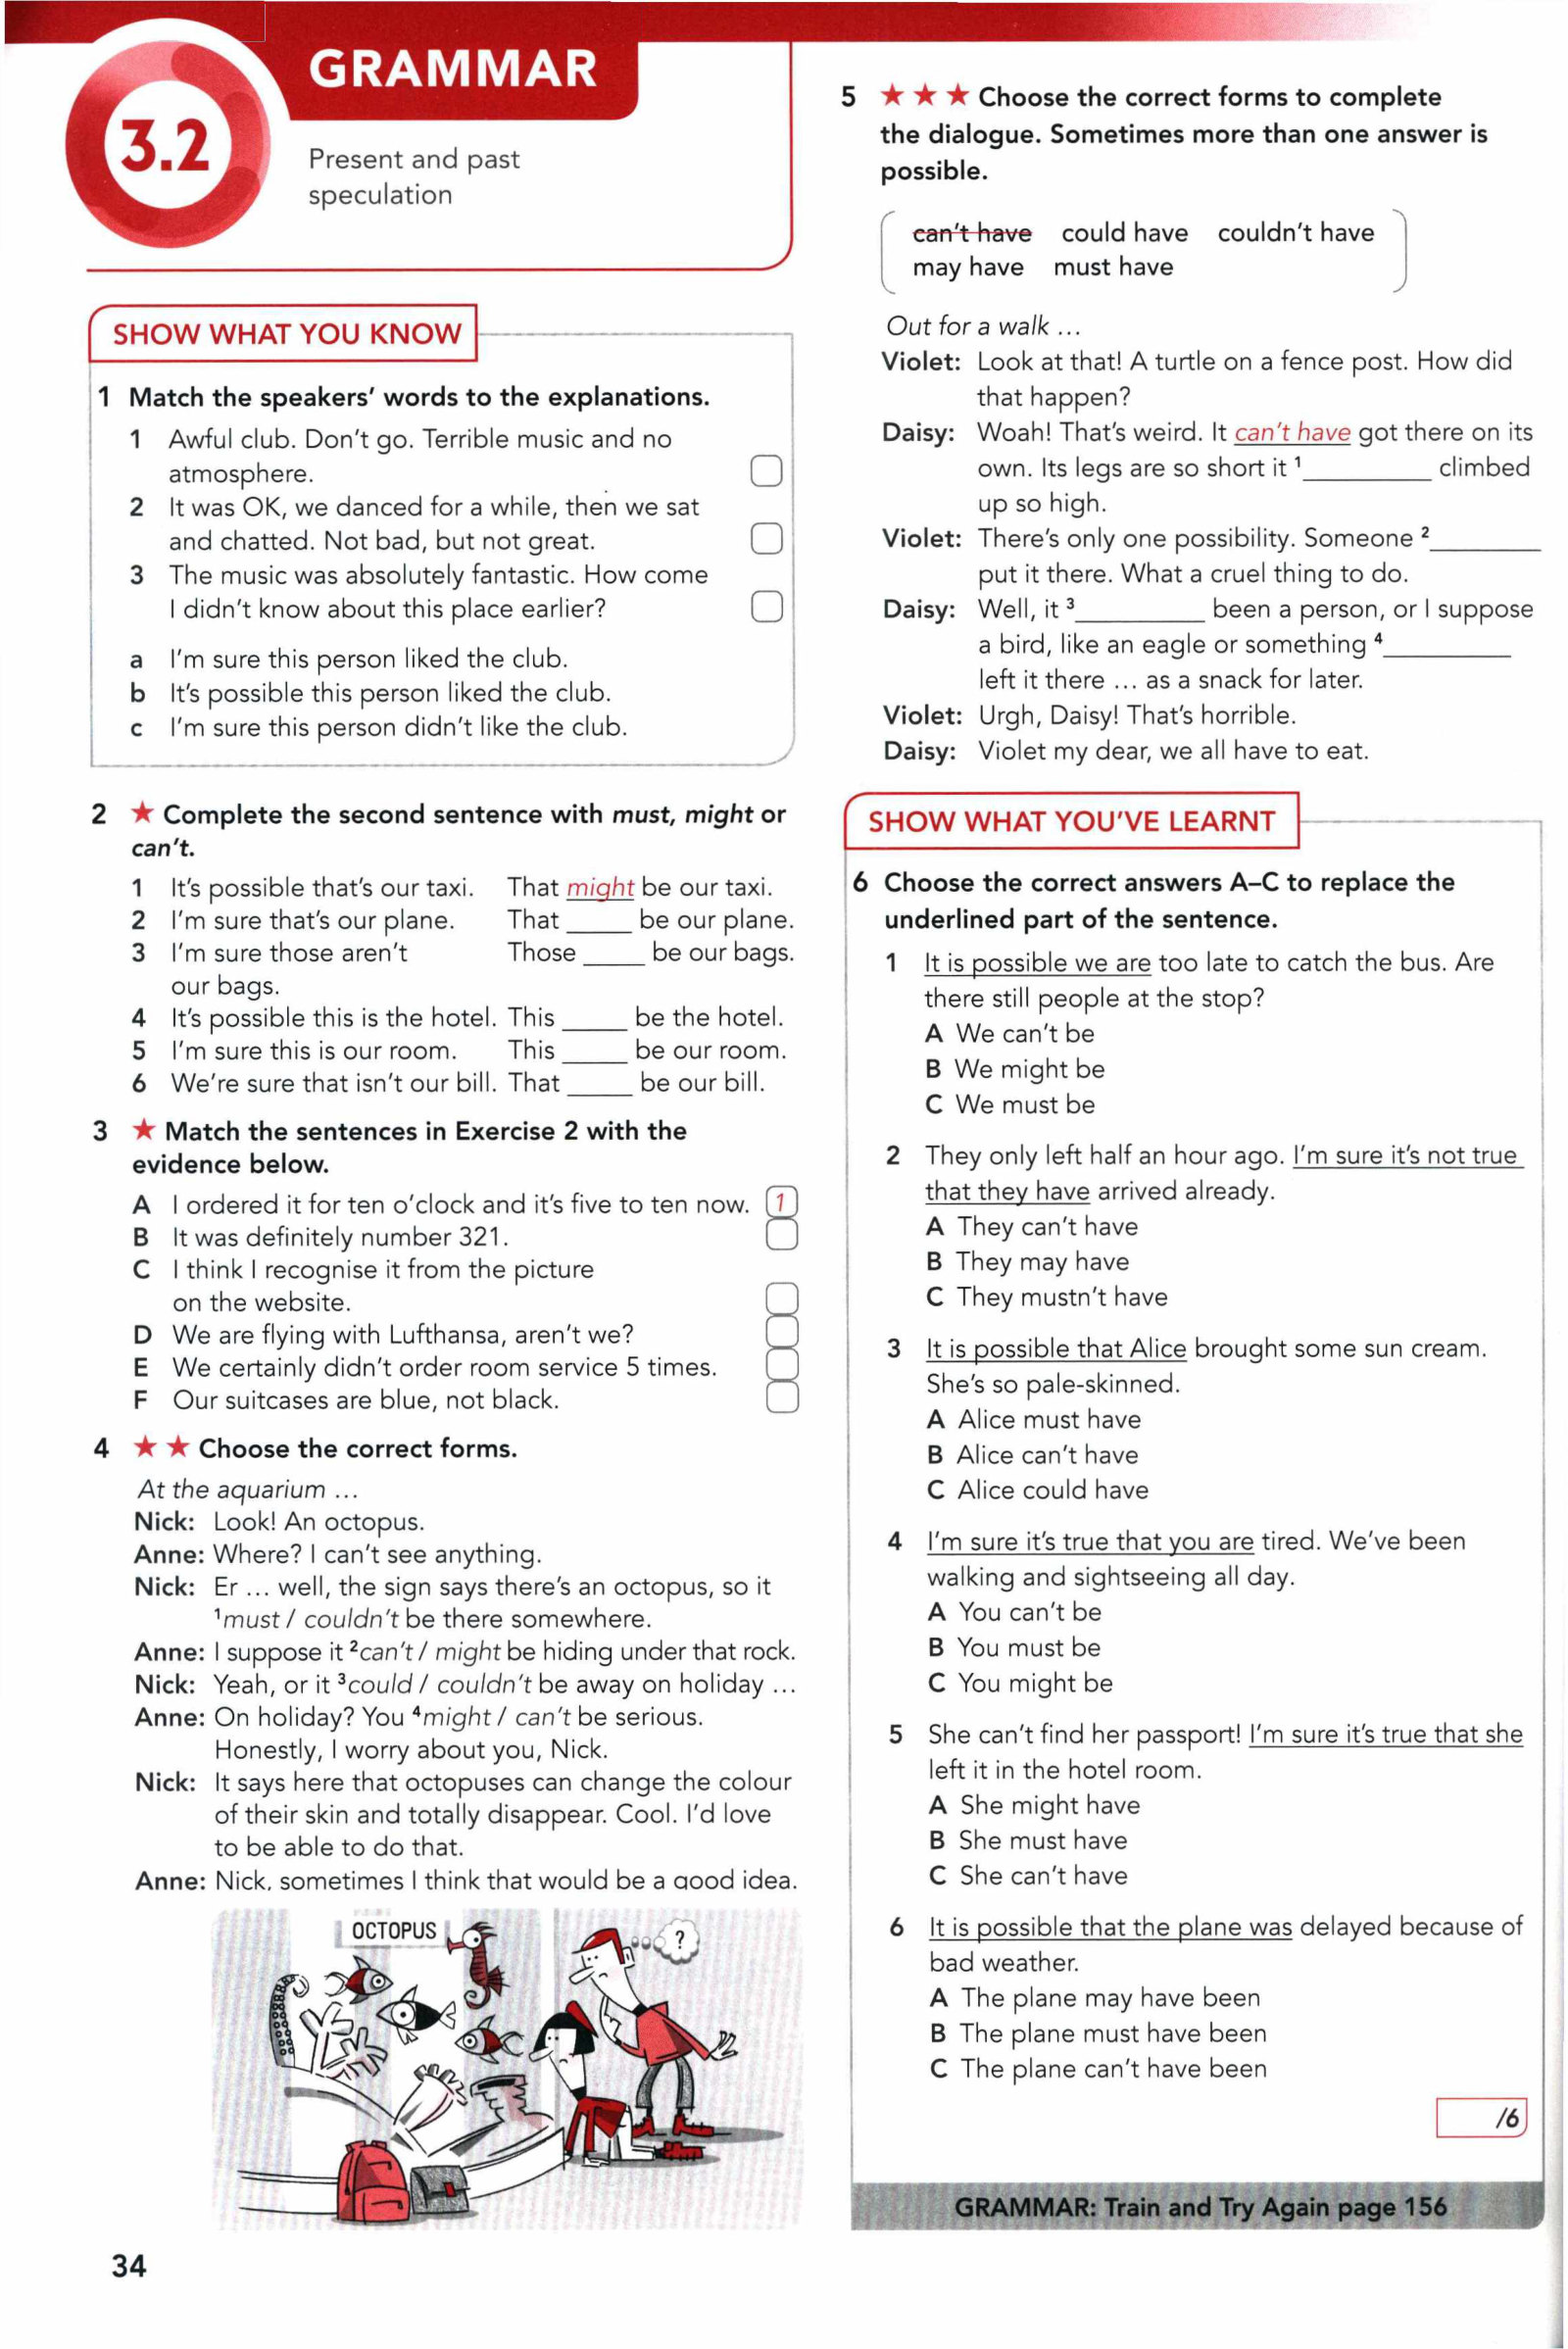 GRAMMAR
3.2
Present and past
speculation
SHOW WHAT YOU KNOW
1 Match the speakers' words to the explanations.
1 Awful club. Don't go. Terrible music and no
atmosphere.
2 It was OK, we danced for a while, then we sat
and chatted. Not bad, but not great.
3 The music was absolutely fantastic. How come
I didn't know about this place earlier?
a I'm sure this person liked the club.
b It's possible this person liked the club.
c I'm sure this person didn't like the club.
2 ★ Complete the second sentence with must, might or
can't.
1 It's possible that's our taxi. That might be our taxi.
2 I'm sure that's our plane. That _____ be our plane.
3 I'm sure those aren't Those _____ be our bags.
our bags.
4 It's possible this is the hotel. This _____ be the hotel.
5 I'm sure this is our room. This _____ be our room.
6 We're sure that isn't our bill. That _____ be our bill.
3 ★ Match the sentences in Exercise 2 with the
evidence below.
A I ordered it for ten o'clock and it's five to ten now. 1
B It was definitely number 321.
C I think I recognise it from the picture
on the website.
D We are flying with Lufthansa, aren't we?
E We certainly didn't order room service 5 times.
F Our suitcases are blue, not black.
4 ★ ★ Choose the correct forms.
At the aquarium ...
Nick: Look! An octopus.
Anne: Where? I can't see anything.
Nick: Er ... well, the sign says there's an octopus, so it
¹must / couldn't be there somewhere.
Anne: I suppose it ²can't / might be hiding under that rock.
Nick: Yeah, or it ³could / couldn't be away on holiday ...
Anne: On holiday? You ⁴might / can't be serious.
Honestly, I worry about you, Nick.
Nick: It says here that octopuses can change the colour
of their skin and totally disappear. Cool. I'd love
to be able to do that.
Anne: Nick, sometimes I think that would be a good idea.
OCTOPUS
?
34
5 ★ ★ ★ Choose the correct forms to complete
the dialogue. Sometimes more than one answer is
possible.
can't have could have couldn't have
may have must have
Out for a walk ...
Violet: Look at that! A turtle on a fence post. How did
that happen?
Daisy: Woah! That's weird. It can't have got there on its
own. Its legs are so short it ¹__________ climbed
up so high.
Violet: There's only one possibility. Someone ²__________
put it there. What a cruel thing to do.
Daisy: Well, it ³__________ been a person, or I suppose
a bird, like an eagle or something ⁴__________
left it there ... as a snack for later.
Violet: Urgh, Daisy! That's horrible.
Daisy: Violet my dear, we all have to eat.
SHOW WHAT YOU'VE LEARNT
6 Choose the correct answers A–C to replace the
underlined part of the sentence.
1 It is possible we are too late to catch the bus. Are
there still people at the stop?
A We can't be
B We might be
C We must be
2 They only left half an hour ago. I'm sure it's not true
that they have arrived already.
A They can't have
B They may have
C They mustn't have
3 It is possible that Alice brought some sun cream.
She's so pale-skinned.
A Alice must have
B Alice can't have
C Alice could have
4 I'm sure it's true that you are tired. We've been
walking and sightseeing all day.
A You can't be
B You must be
C You might be
5 She can't find her passport! I'm sure it's true that she
left it in the hotel room.
A She might have
B She must have
C She can't have
6 It is possible that the plane was delayed because of
bad weather.
A The plane may have been
B The plane must have been
C The plane can't have been
/6
GRAMMAR: Train and Try Again page 156